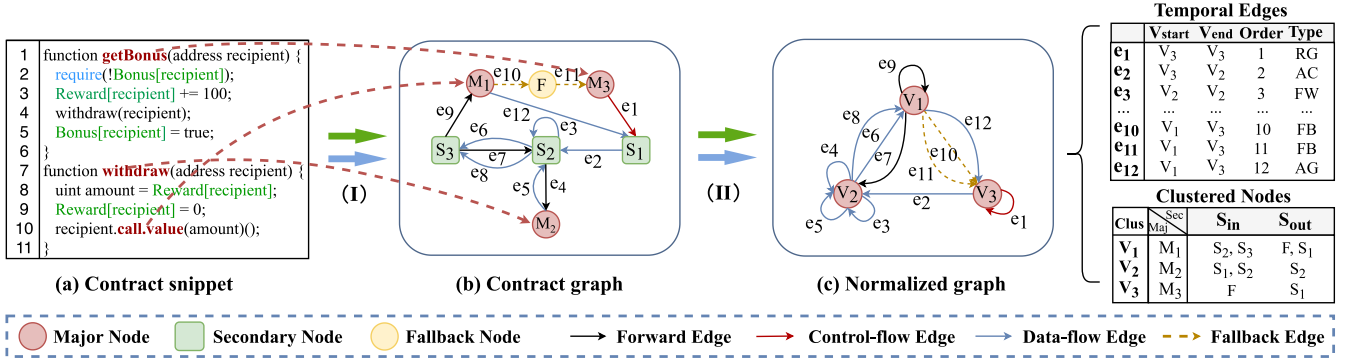 1 function getBonus(address recipient) {
2 require(!Bonus[recipient]);
3 Reward[recipient] += 100;
4 withdraw(recipient);
5 Bonus[recipient] = true;
6 }
7 function withdraw(address recipient) {
8 uint amount = Reward[recipient];
9 Reward[recipient] = 0;
10 recipient.call.value(amount)();
11 }
(a) Contract snippet
(I)
M1 e10 F e11 M3
e9 e12 e1
e6 e3
S3 e7 S2 e2 S1
e8 e5 e4
M2
(b) Contract graph
(II)
e9
V1
e8 e6 e12
e4 e7 e10
e11
V2 e2 V3
e5 e3 e1
(c) Normalized graph
Temporal Edges
Vstart Vend Order Type
e1 V3 V3 1 RG
e2 V3 V2 2 AC
e3 V2 V2 3 FW
... ... ... ... ...
e10 V1 V3 10 FB
e11 V1 V3 11 FB
e12 V1 V3 12 AG
Clustered Nodes
Clus Maj Sec Sin Sout
V1 M1 S2, S3 F, S1
V2 M2 S1, S2 S2
V3 M3 F S1
Major Node Secondary Node Fallback Node Forward Edge Control-flow Edge Data-flow Edge Fallback Edge